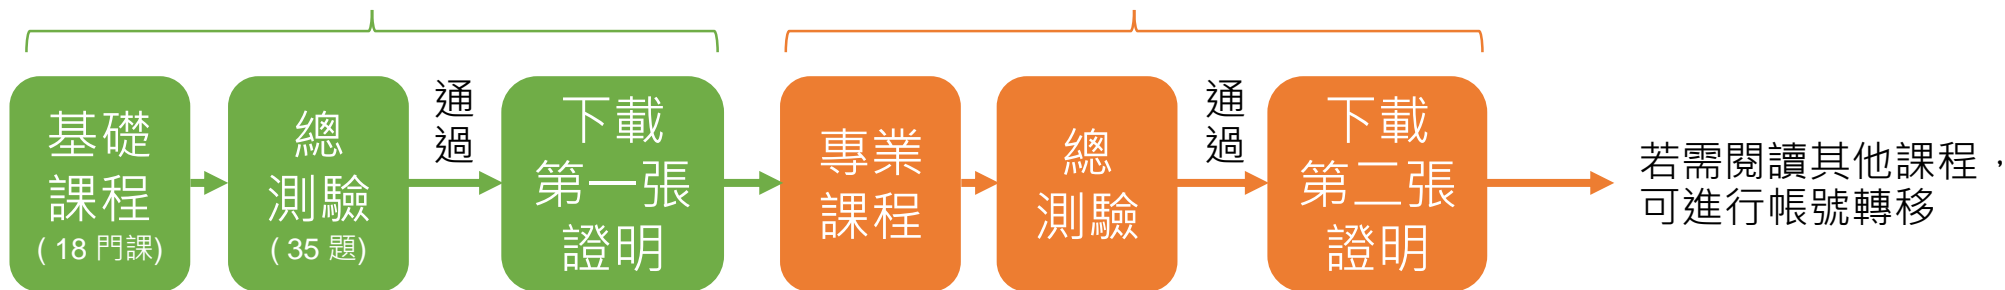 基礎
課程
( 18 門課)
總
測驗
( 35 題)
通
過
下載
第一張
證明
專業
課程
總
測驗
通
過
下載
第二張
證明
若需閱讀其他課程，
可進行帳號轉移